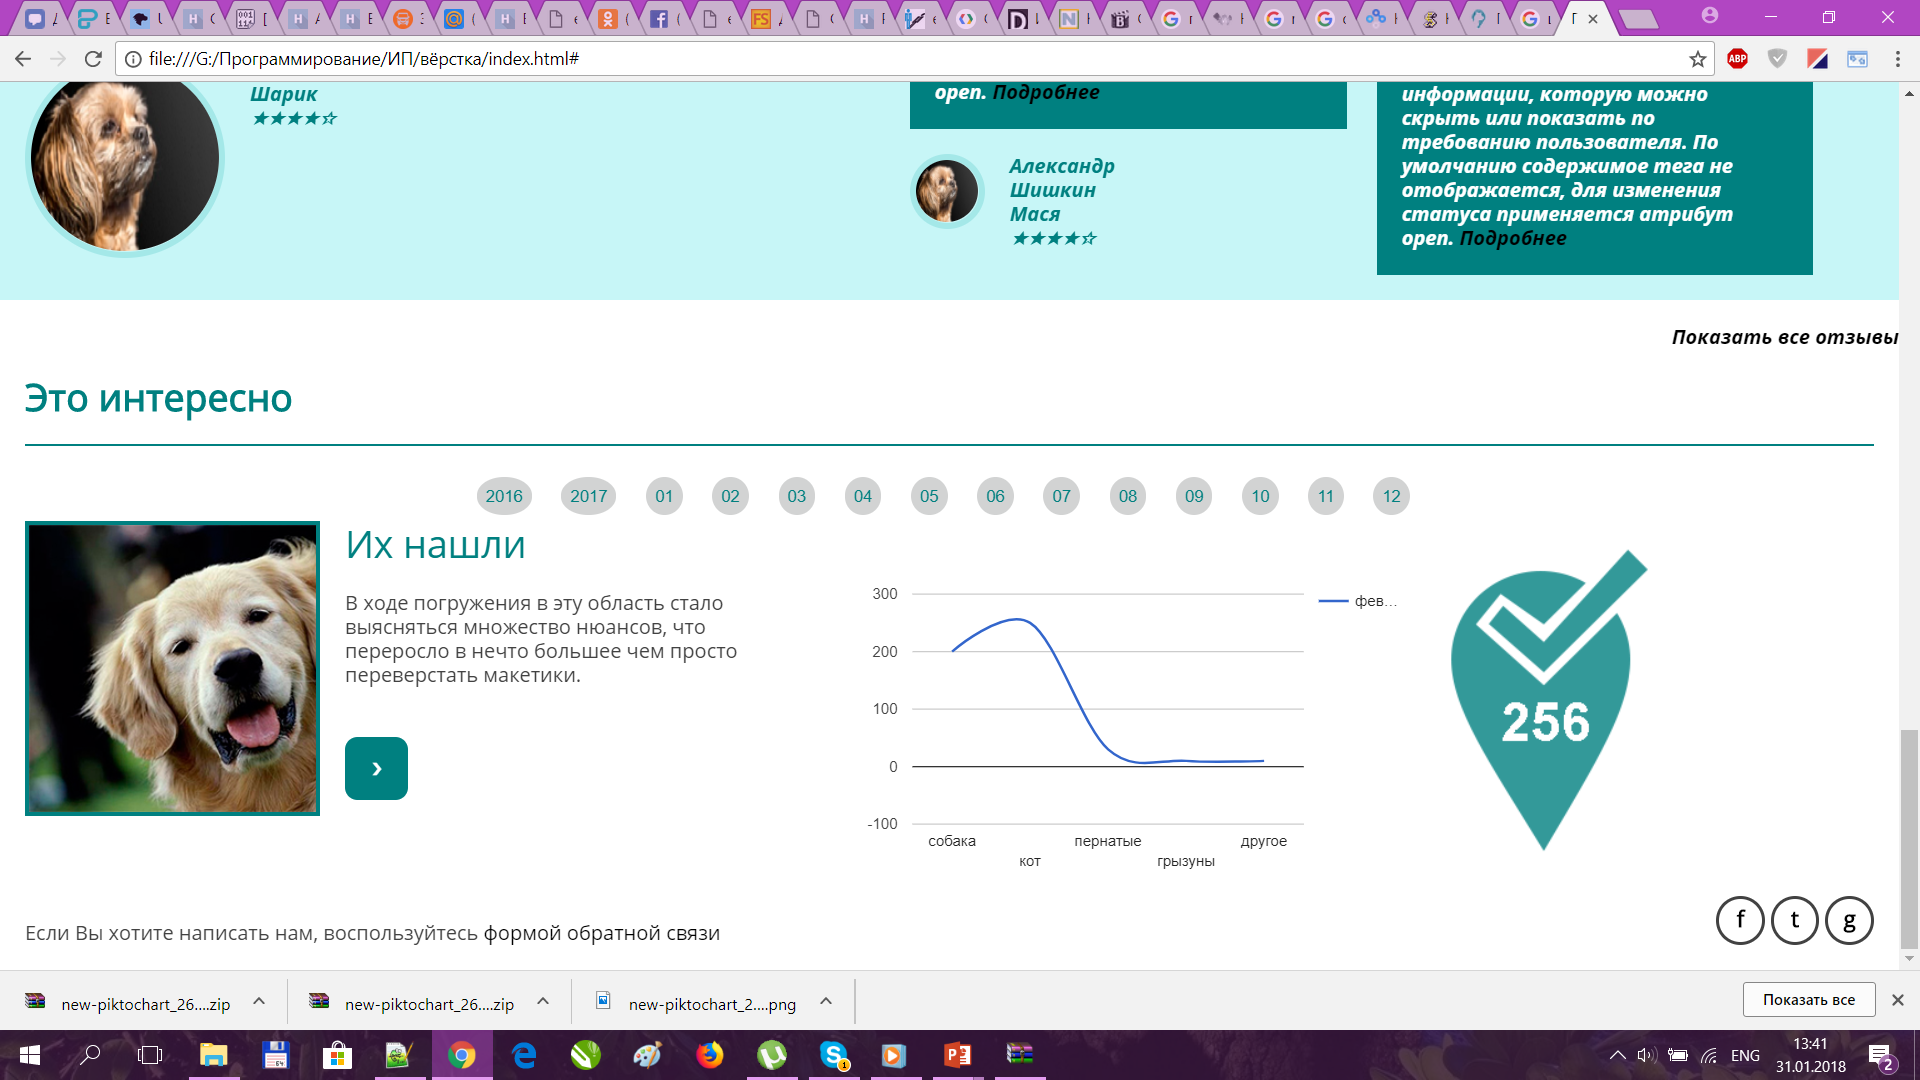 file:///G:/Программирование/ИП/вёрстка/index.html#
ABP
Шарик
★★★★☆
open. Подробнее
Александр
Шишкин
Мася
★★★★☆
информации, которую можно
скрыть или показать по
требованию пользователя. По
умолчанию содержимое тега не
отображается, для изменения
статуса применяется атрибут
open. Подробнее
Показать все отзывы
Это интересно
2016 2017 01 02 03 04 05 06 07 08 09 10 11 12
Их нашли
В ходе погружения в эту область стало
выясняться множество нюансов, что
переросло в нечто большее чем просто
переверстать макетики.
›
300
200
100
0
-100
собака
кот
пернатые
грызуны
другое
фев...
256
Если Вы хотите написать нам, воспользуйтесь формой обратной связи
f t g
new-piktochart_26....zip
new-piktochart_26....zip
new-piktochart_2....png
Показать все
ENG
13:41
31.01.2018
2